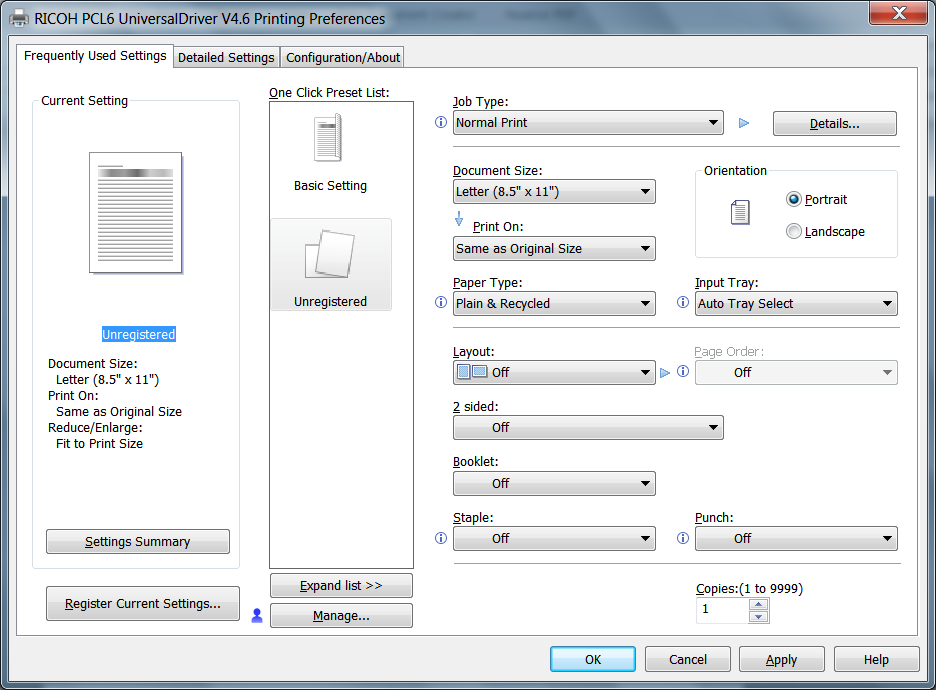 RICOH PCL6 UniversalDriver V4.6 Printing Preferences
Frequently Used Settings
Detailed Settings
Configuration/About
Current Setting
Unregistered
Document Size:
Letter (8.5" x 11")
Print On:
Same as Original Size
Reduce/Enlarge:
Fit to Print Size
Settings Summary
Register Current Settings...
One Click Preset List:
Basic Setting
Unregistered
Expand list >>
Manage...
Job Type:
Normal Print
Details...
Document Size:
Letter (8.5" x 11")
Print On:
Same as Original Size
Orientation
Portrait
Landscape
Paper Type:
Plain & Recycled
Input Tray:
Auto Tray Select
Layout:
Off
Page Order:
Off
2 sided:
Off
Booklet:
Off
Staple:
Off
Punch:
Off
Copies:(1 to 9999)
1
OK
Cancel
Apply
Help